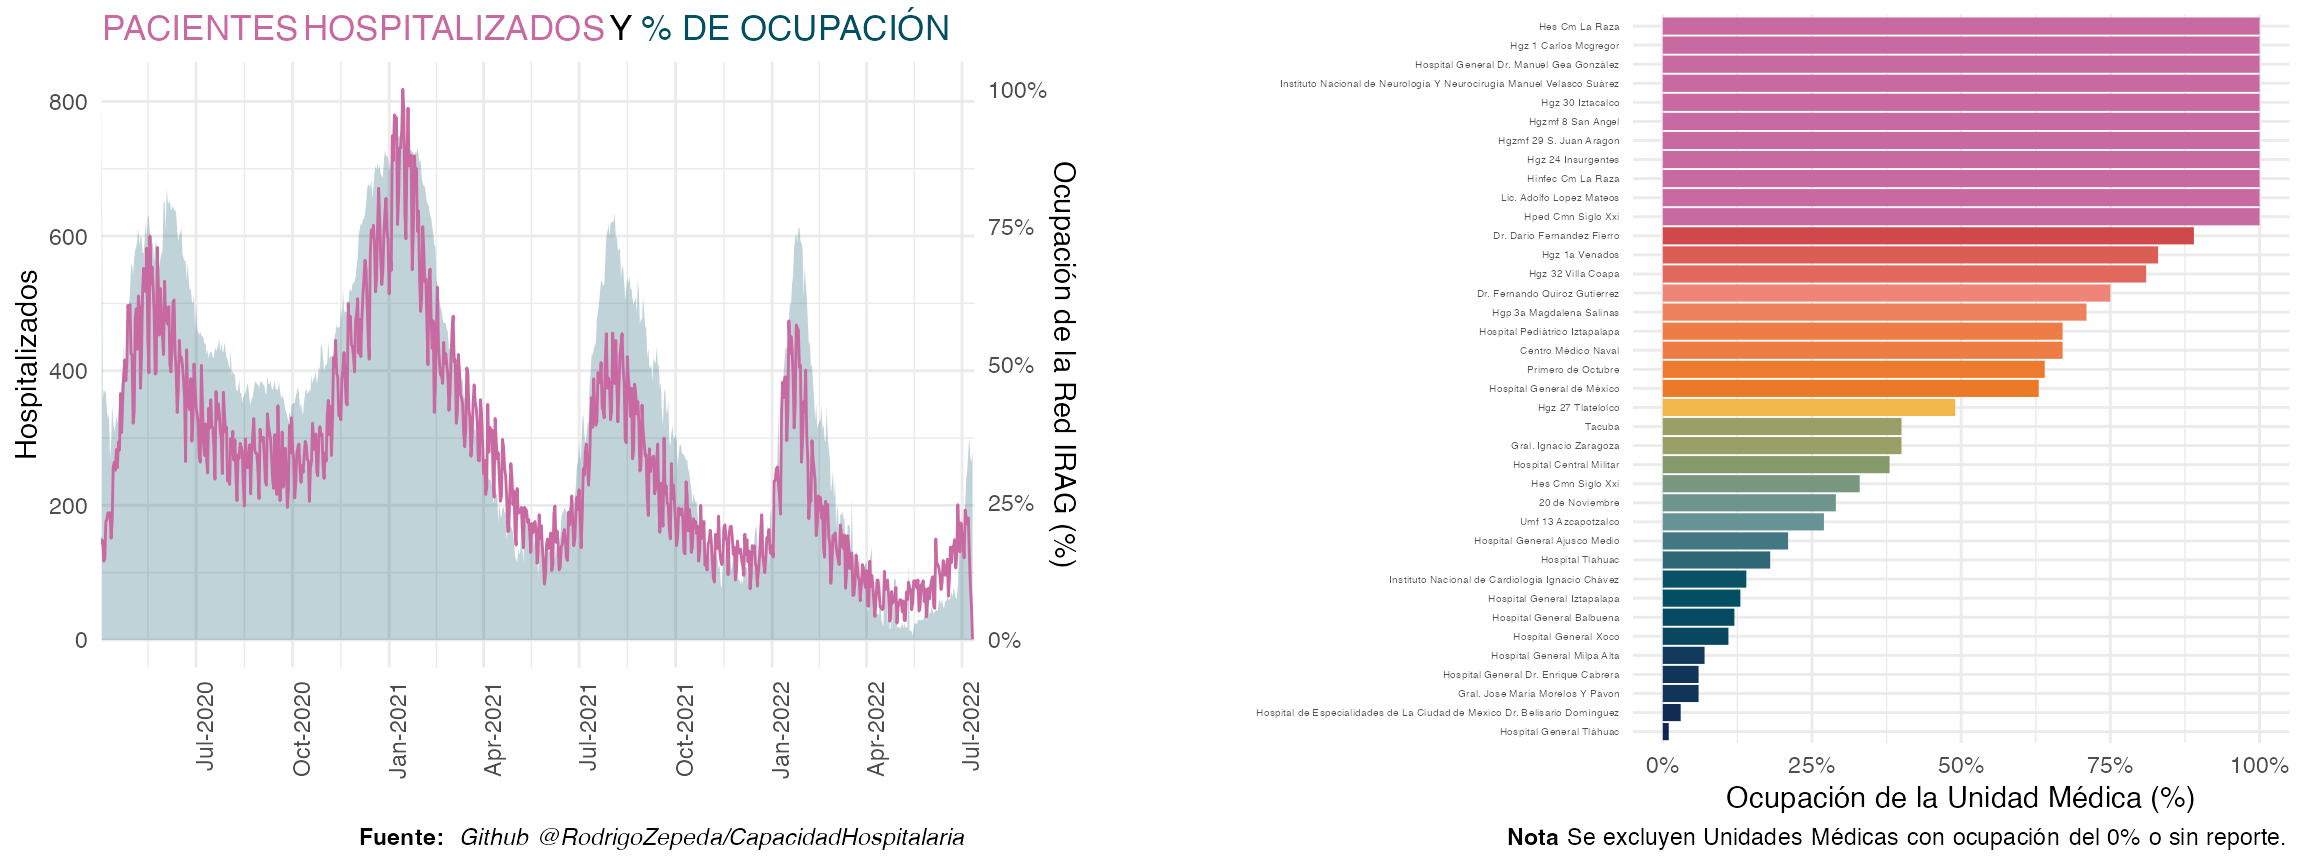 PACIENTES HOSPITALIZADOS Y % DE OCUPACIÓN
Hospitalizados
800
600
400
200
0
100%
75%
50%
25%
0%
Ocupación de la Red IRAG (%)
Jul-2020
Oct-2020
Jan-2021
Apr-2021
Jul-2021
Oct-2021
Jan-2022
Apr-2022
Jul-2022
Fuente: Github @RodrigoZepeda/CapacidadHospitalaria
Hes Cm La Raza
Hgz 1 Carlos Mcgregor
Hospital General Dr. Manuel Gea González
Instituto Nacional de Neurología Y Neurocirugía Manuel Velasco Suárez
Hgz 30 Iztacalco
Hgzmf 8 San Angel
Hgzmf 29 S. Juan Aragon
Hgz 24 Insurgentes
Hinfec Cm La Raza
Lic. Adolfo Lopez Mateos
Hped Cmn Siglo Xxi
Dr. Dario Fernandez Fierro
Hgz 1a Venados
Hgz 32 Villa Coapa
Dr. Fernando Quiroz Gutierrez
Hgp 3a Magdalena Salinas
Hospital Pediátrico Iztapalapa
Centro Médico Naval
Primero de Octubre
Hospital General de México
Hgz 27 Tlatelolco
Tacuba
Gral. Ignacio Zaragoza
Hospital Central Militar
Hes Cmn Siglo Xxi
20 de Noviembre
Umf 13 Azcapotzalco
Hospital General Ajusco Medio
Hospital Tlahuac
Instituto Nacional de Cardiologia Ignacio Chávez
Hospital General Iztapalapa
Hospital General Balbuena
Hospital General Xoco
Hospital General Milpa Alta
Hospital General Dr. Enrique Cabrera
Gral. Jose María Morelos Y Pavon
Hospital de Especialidades de La Ciudad de Mexico Dr. Belisario Domínguez
Hospital General Tláhuac
0%
25%
50%
75%
100%
Ocupación de la Unidad Médica (%)
Nota Se excluyen Unidades Médicas con ocupación del 0% o sin reporte.